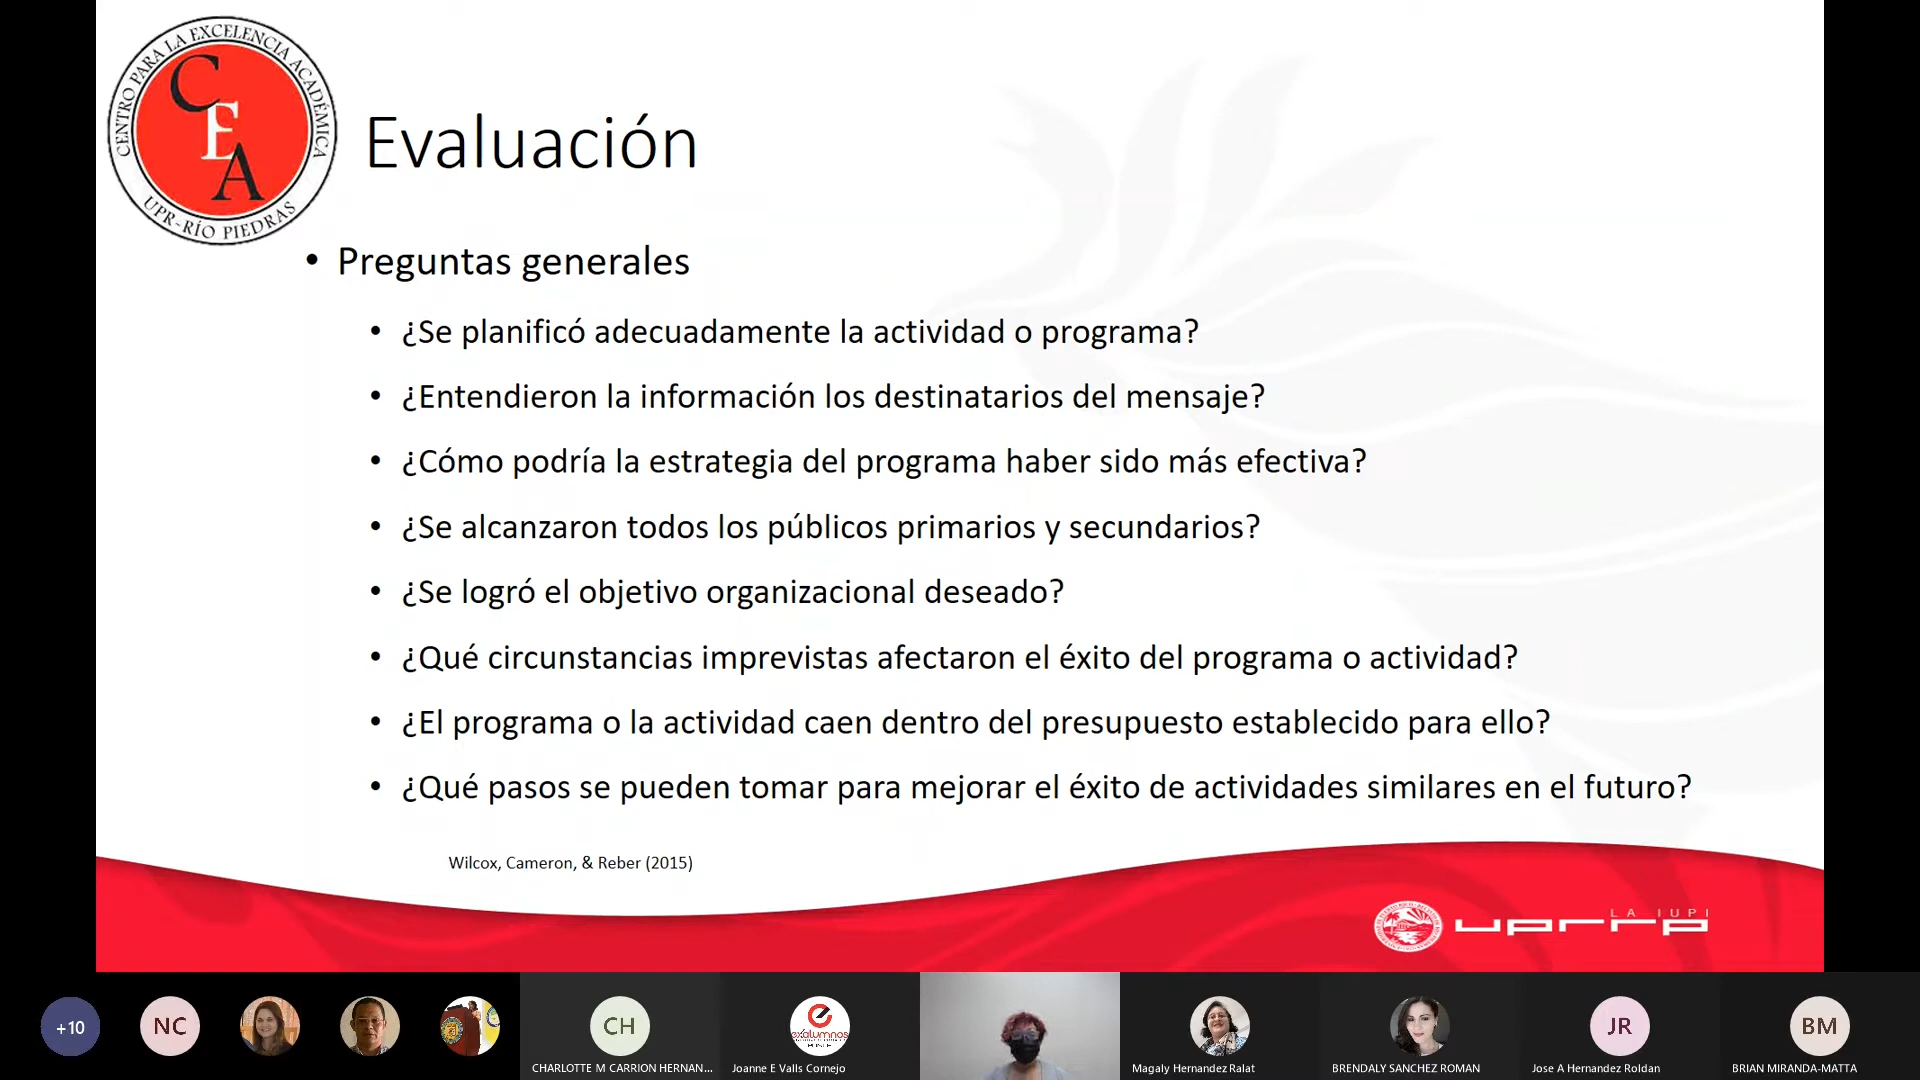 CENTRO PARA LA EXCELENCIA ACADÉMICA
C
E
A
UPR-RÍO PIEDRAS
Evaluación
• Preguntas generales
• ¿Se planificó adecuadamente la actividad o programa?
• ¿Entendieron la información los destinatarios del mensaje?
• ¿Cómo podría la estrategia del programa haber sido más efectiva?
• ¿Se alcanzaron todos los públicos primarios y secundarios?
• ¿Se logró el objetivo organizacional deseado?
• ¿Qué circunstancias imprevistas afectaron el éxito del programa o actividad?
• ¿El programa o la actividad caen dentro del presupuesto establecido para ello?
• ¿Qué pasos se pueden tomar para mejorar el éxito de actividades similares en el futuro?
Wilcox, Cameron, & Reber (2015)
LA IUPI
uprrp
+10
NC
CH
exalumnos
JR
BM
CHARLOTTE M CARRION HERNAN...
Joanne E Valls Cornejo
Magaly Hernandez Ralat
BRENDALY SANCHEZ ROMAN
Jose A Hernandez Roldan
BRIAN MIRANDA-MATTA